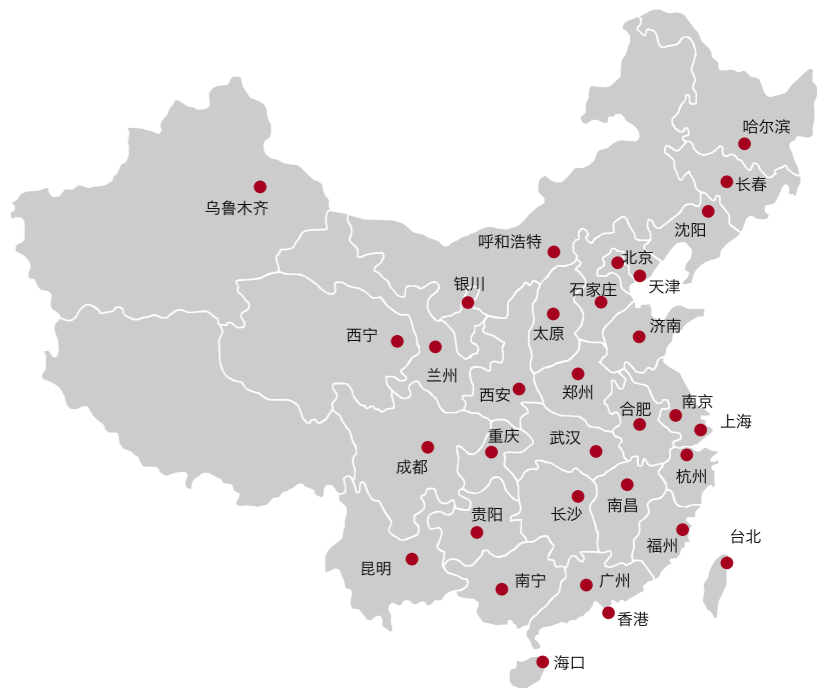 哈尔滨
长春
乌鲁木齐
沈阳
呼和浩特
北京
银川
石家庄
天津
济南
太原
西宁
兰州
郑州
西安
南京
合肥
上海
重庆
武汉
成都
杭州
南昌
贵阳
长沙
台北
福州
昆明
南宁
广州
香港
海口